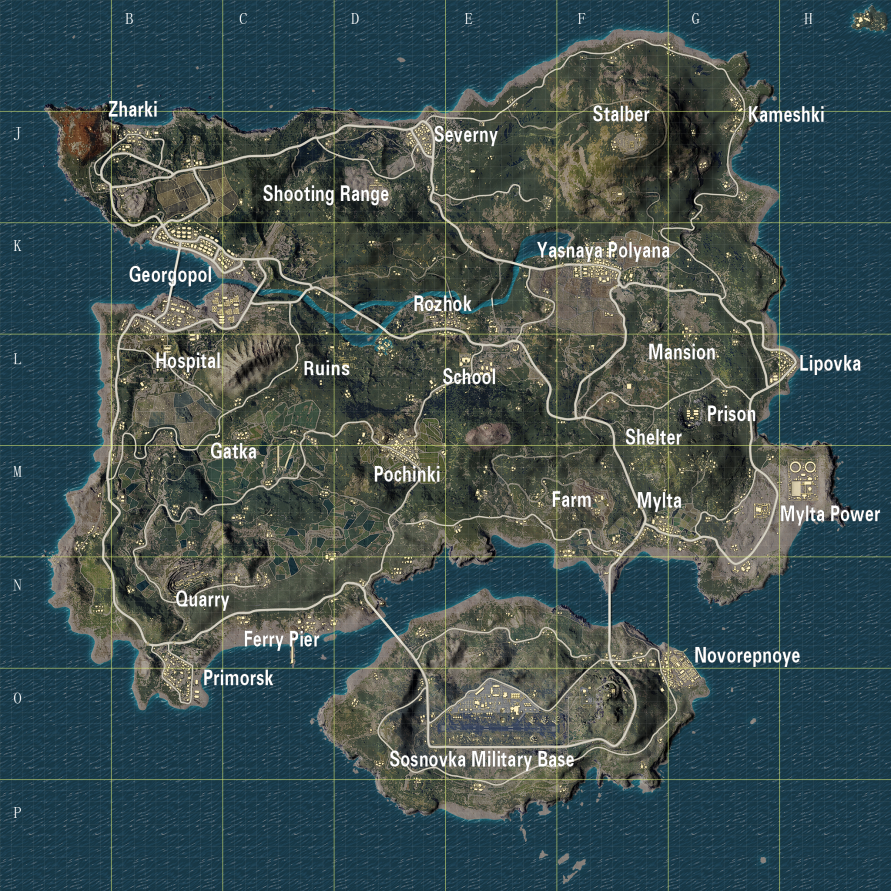 B C D E F G H
Zharki
J
Stalber
Kameshki
Severny
Shooting Range
K
Yasnaya Polyana
Georgopol
Rozhok
L
Mansion
Hospital
Ruins
Lipovka
School
Prison
Shelter
Gatka
M
Pochinki
Farm
Mylta
Mylta Power
N
Quarry
Ferry Pier
Novorepnoye
Primorsk
O
Sosnovka Military Base
P